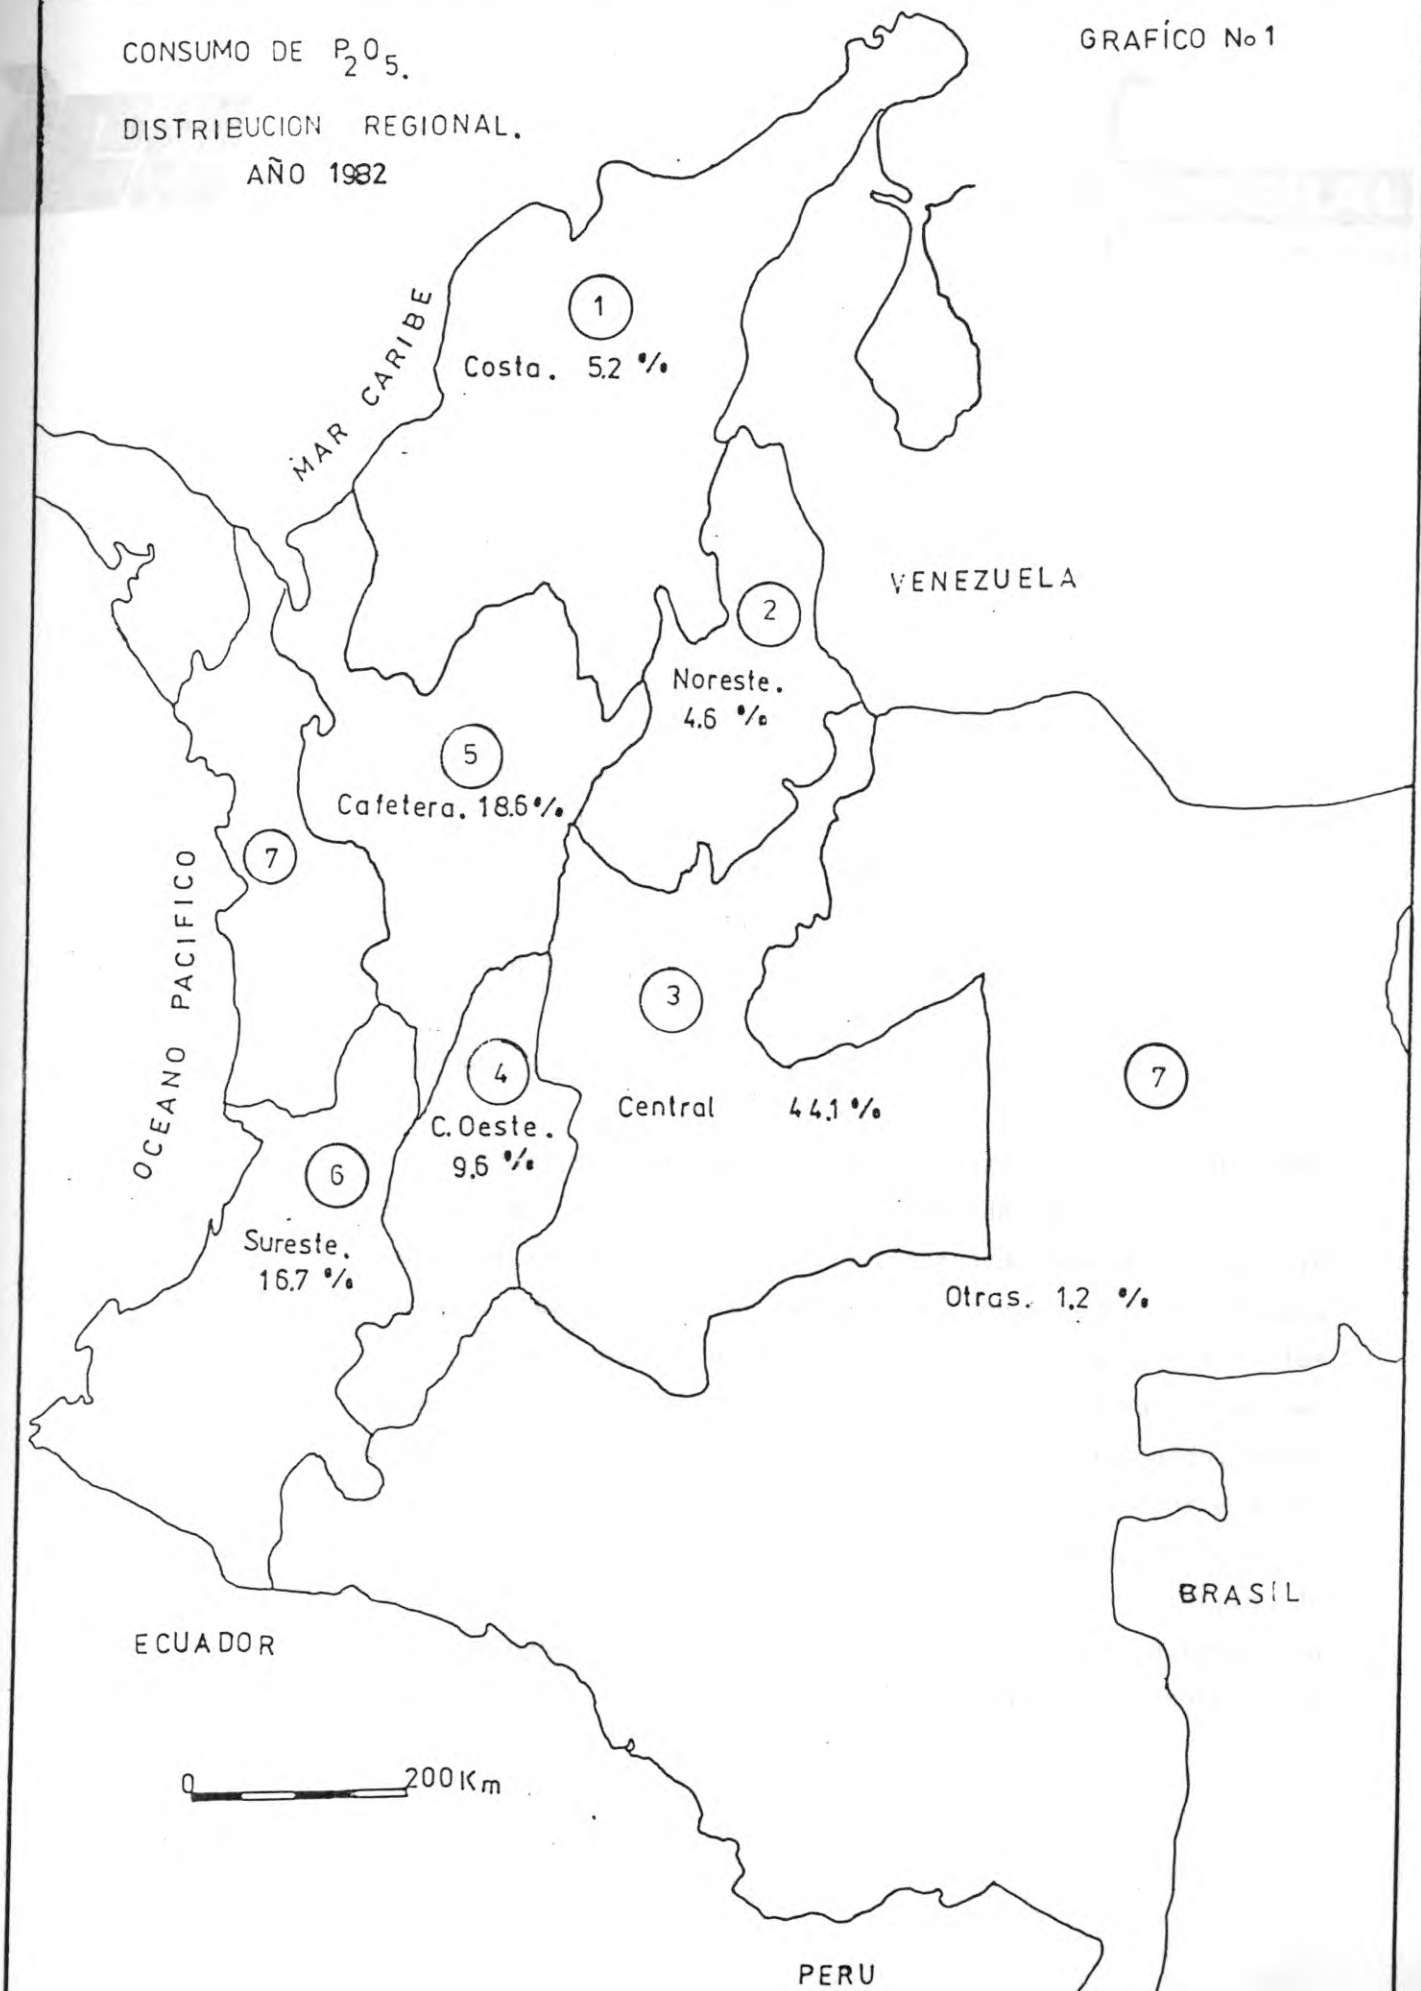 CONSUMO DE P2O5.
GRAFÍCO No 1
DISTRIBUCION REGIONAL.
AÑO 1982
MAR CARIBE
1
Costa. 5.2 %
VENEZUELA
2
Noreste.
4.6 %
5
Cafetera. 18.6 %
7
OCEANO PACIFICO
3
Central 44.1 %
4
C. Oeste.
9.6 %
7
6
Sureste.
16.7 %
Otras. 1.2 %
BRASIL
ECUADOR
0 200 Km
PERU